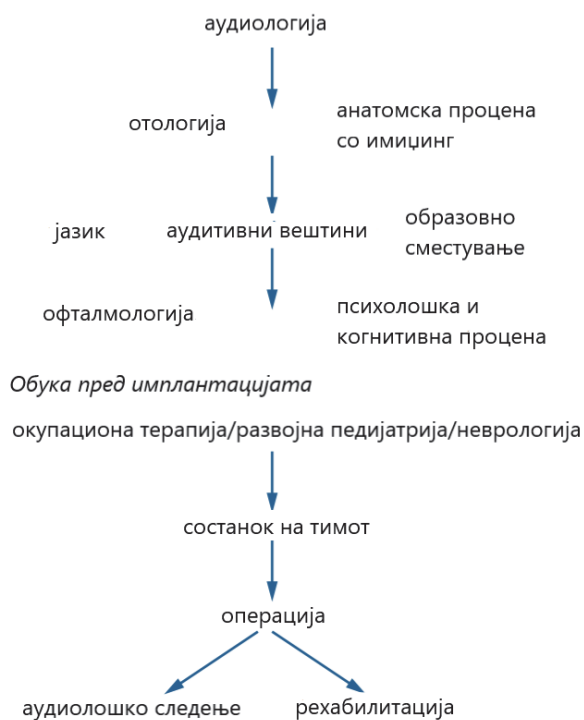 аудиологија
отологија
анатомска процена
со имиџинг
јазик
аудитивни вештини
образовно
сместување
офталмологија
психолошка и
когнитивна процена
Обука пред имплантацијата
окупациона терапија/развојна педијатрија/неврологија
состанок на тимот
операција
аудиолошко следење
рехабилитација